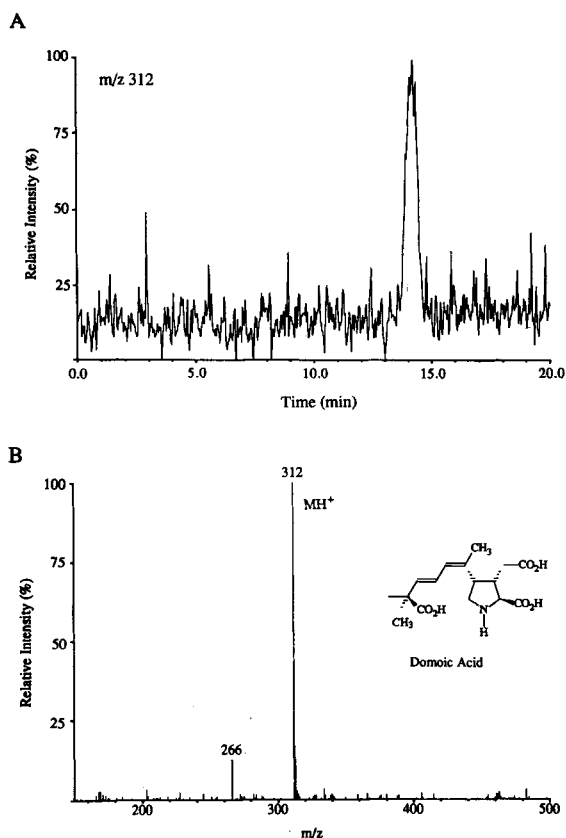 A
100
m/z 312
75
50
25
Relative Intensity (%)
0.0 5.0 10.0 15.0 20.0
Time (min)
B
312
100
MH+
75
50
25
Relative Intensity (%)
266
CH3
CO2H
CO2H
CO2H
CH3
N
H
Domoic Acid
200 300 400 500
m/z